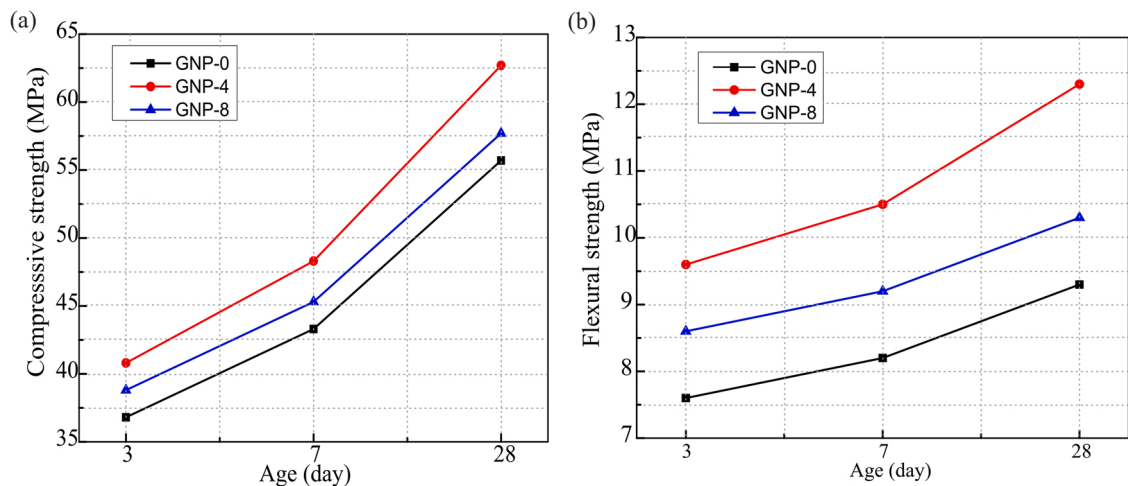 (a)
Compresssive strength (MPa)
65
60
55
50
45
40
35
GNP-0
GNP-4
GNP-8
3
7
28
Age (day)
(b)
Flexural strength (MPa)
13
12
11
10
9
8
7
GNP-0
GNP-4
GNP-8
3
7
28
Age (day)